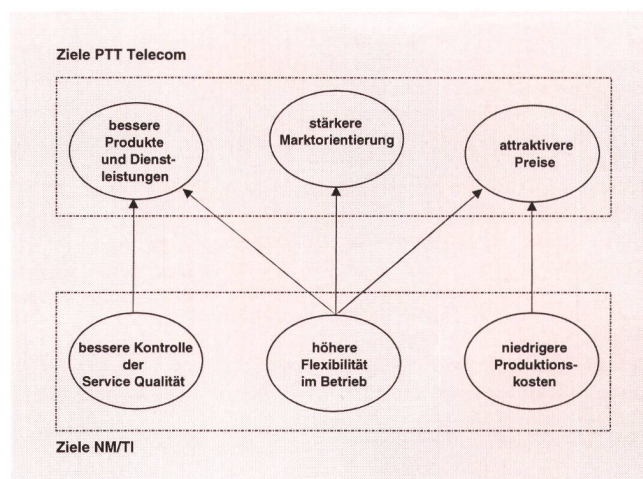 Ziele PTT Telecom
bessere
Produkte
und Dienst-
leistungen
stärkere
Marktorientierung
attraktivere
Preise
bessere Kontrolle
der
Service Qualität
höhere
Flexibilität
im Betrieb
niedrigere
Produktions-
kosten
Ziele NM/TI